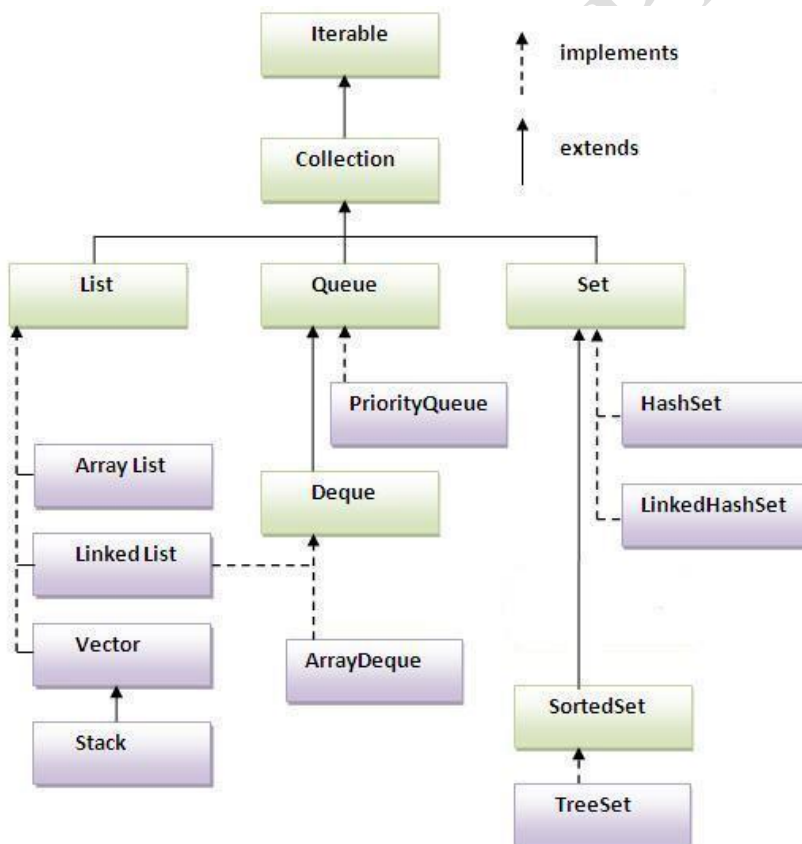 Iterable
implements
Collection
extends
List
Queue
Set
PriorityQueue
HashSet
Array List
Deque
LinkedHashSet
Linked List
Vector
ArrayDeque
SortedSet
Stack
TreeSet